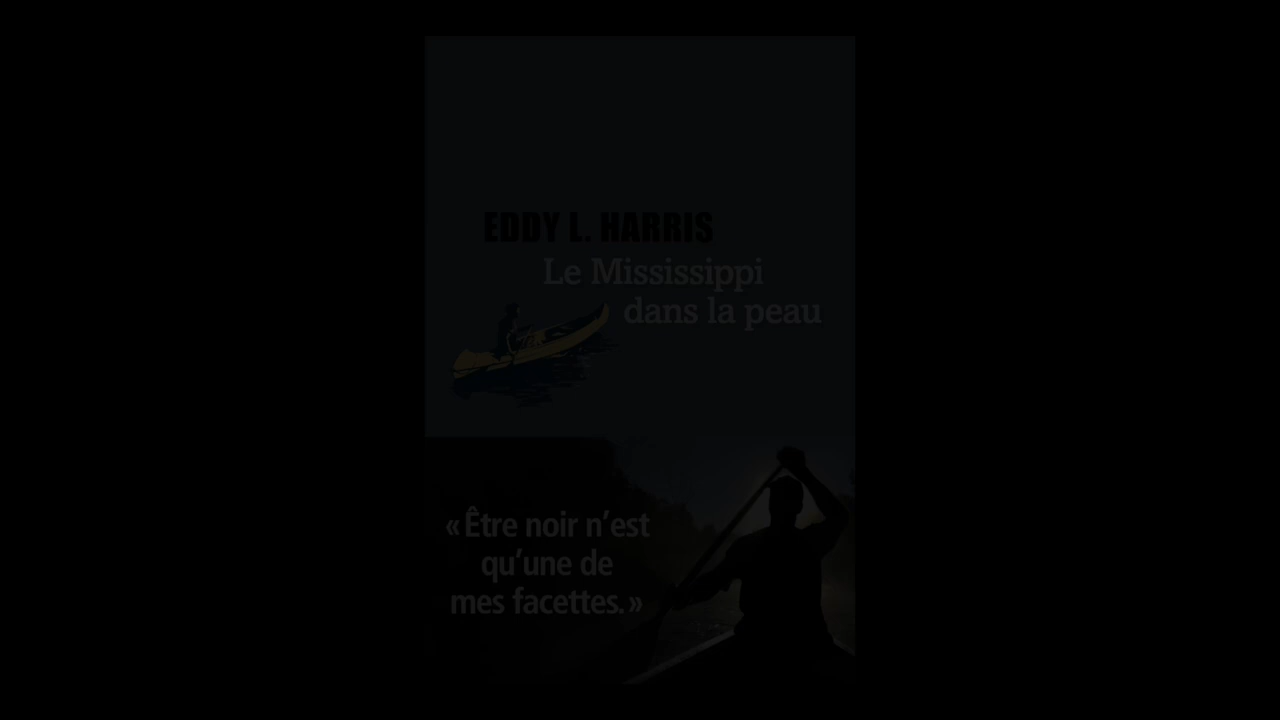 EDDY L. HARRIS
Le Mississippi
dans la peau
« Être noir n’est
qu’une de
mes facettes. »